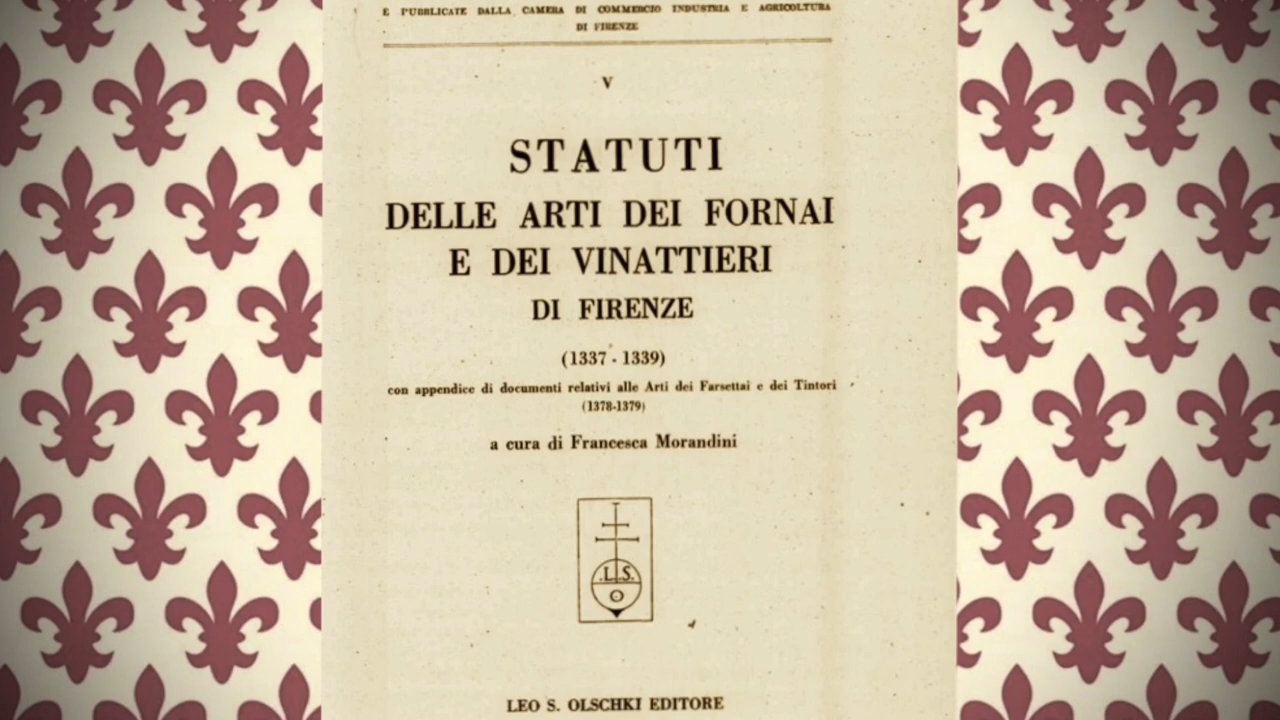 E PUBBLICATE DALLA CAMERA DI COMMERCIO INDUSTRIA E AGRICOLTURA
DI FIRENZE
V
STATUTI
DELLE ARTI DEI FORNAI
E DEI VINATTIERI
DI FIRENZE
(1337 - 1339)
con appendice di documenti relativi alle Arti dei Farsettai e dei Tintori
(1378-1379)
a cura di Francesca Morandini
.L.S.
O
LEO S. OLSCHKI EDITORE